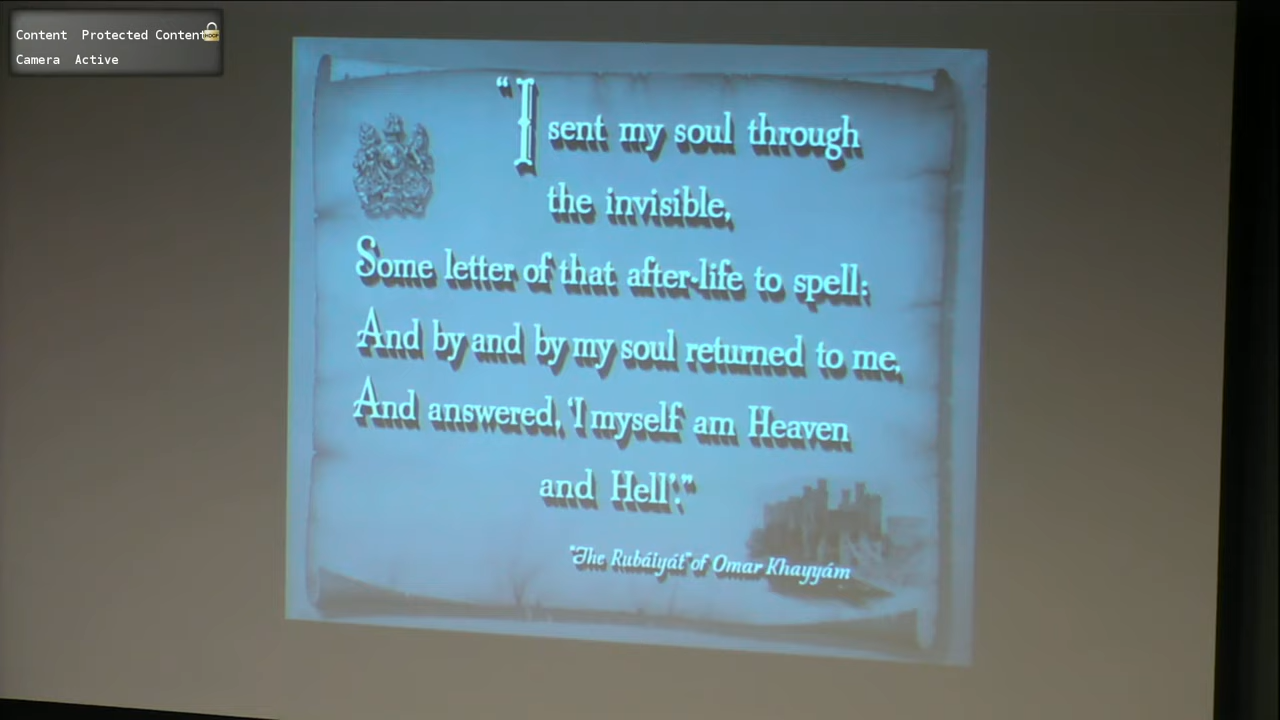 Content Protected Content
Camera Active
“I sent my soul through
the invisible,
Some letter of that after-life to spell:
And by and by my soul returned to me,
And answered, ‘I myself am Heaven
and Hell’.”
“The Rubáiyát” of Omar Khayyám